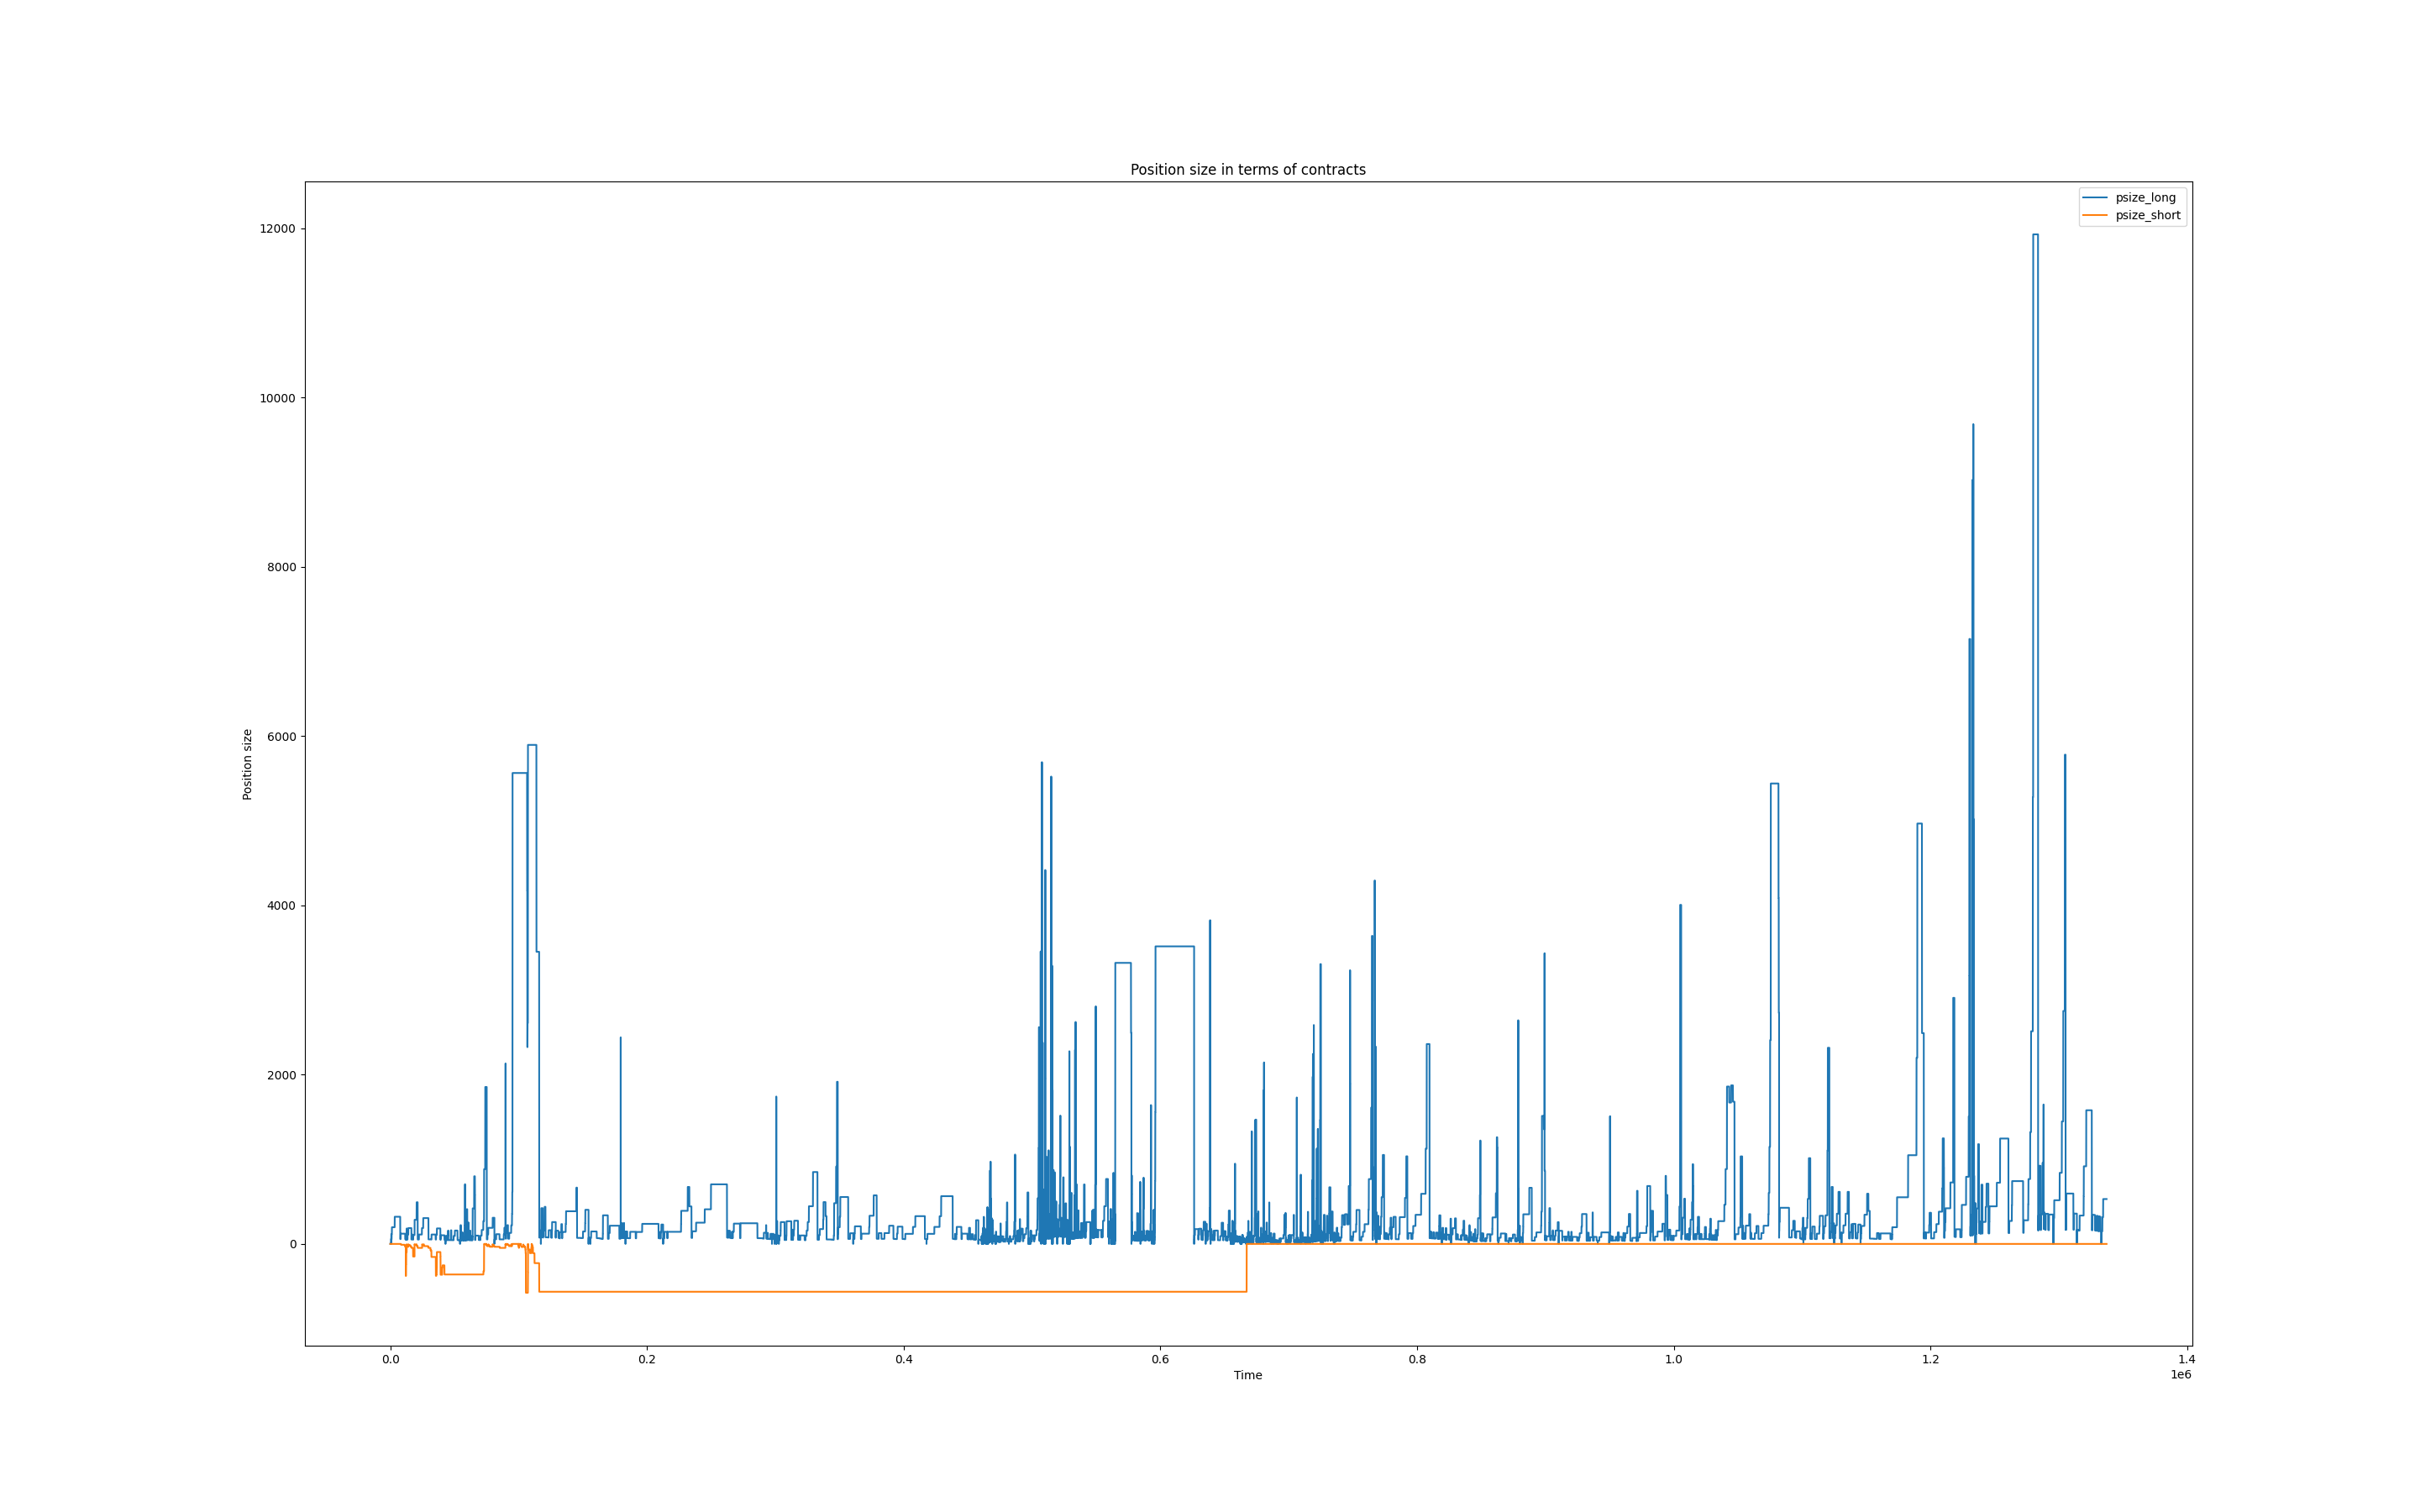 Position size in terms of contracts
psize_long
psize_short
12000
10000
8000
6000
4000
2000
0
Position size
0.0 0.2 0.4 0.6 0.8 1.0 1.2 1.4
Time
1e6